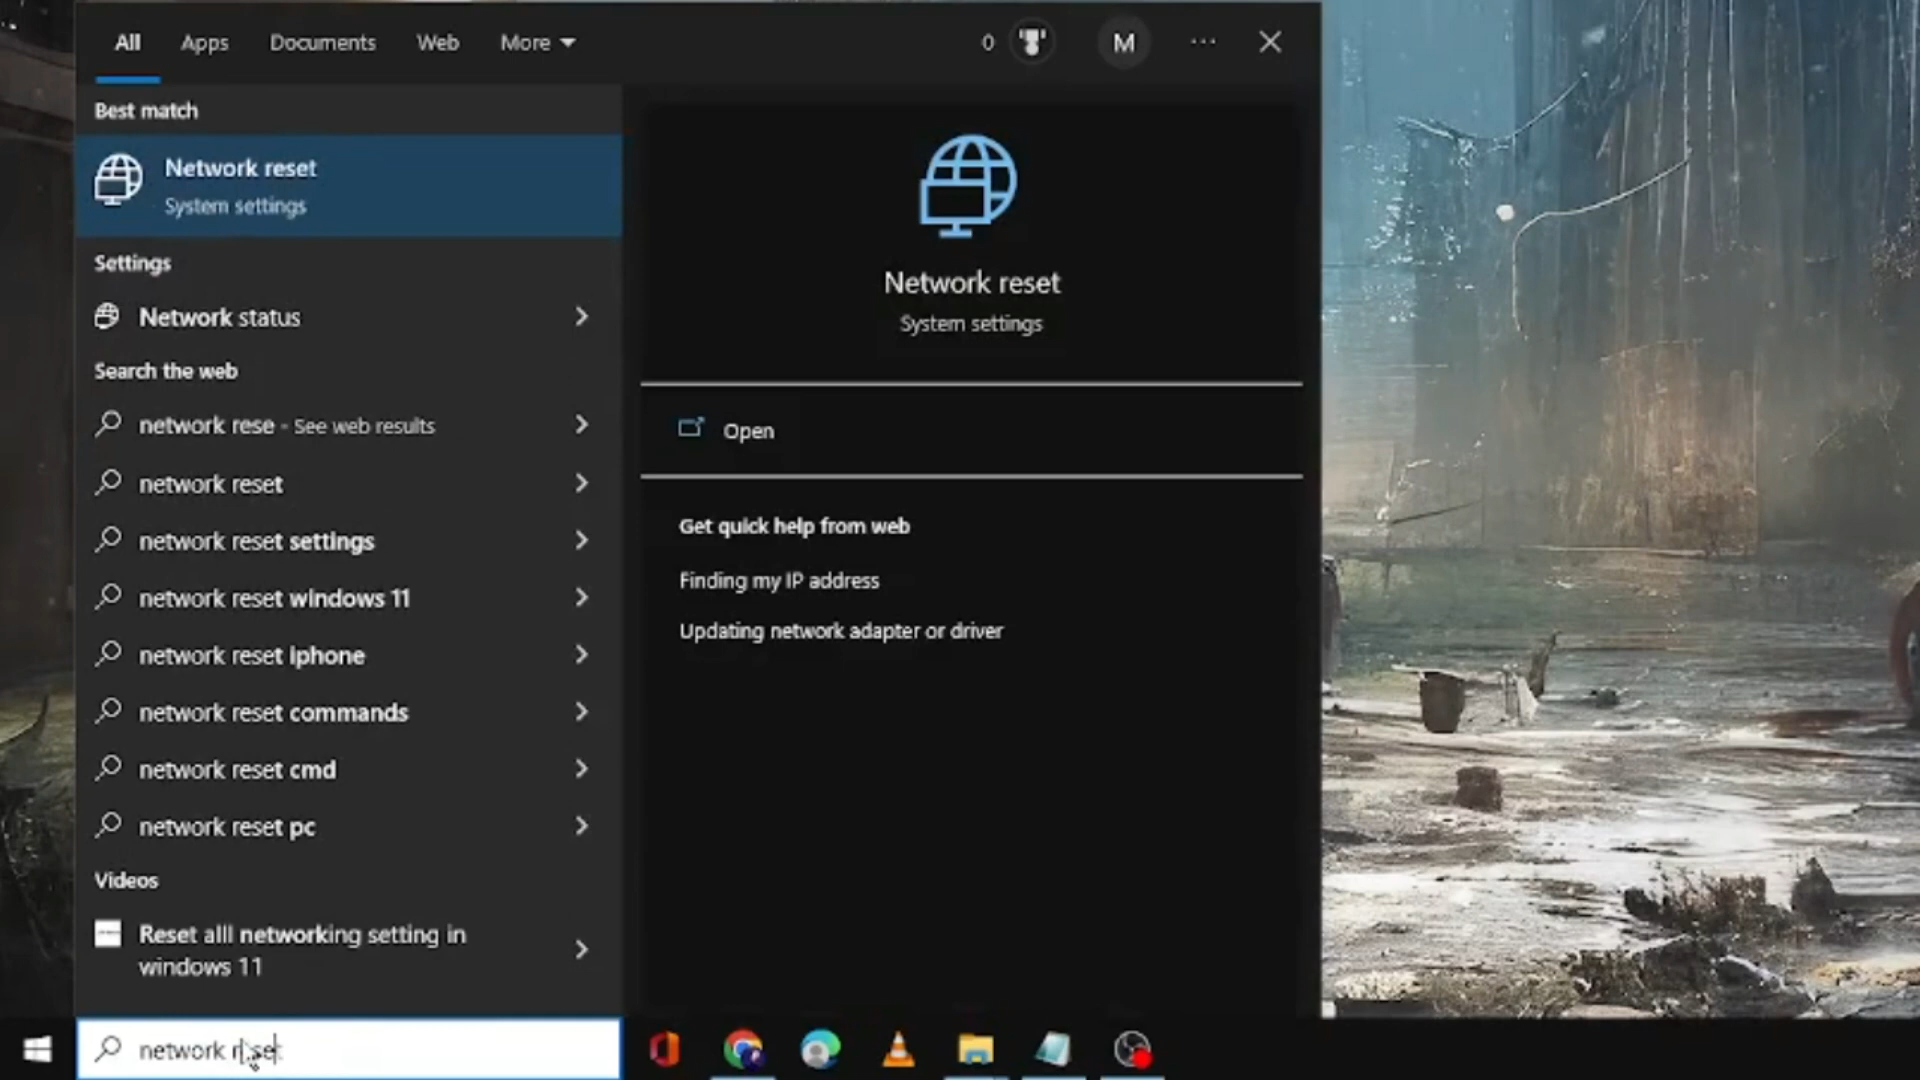 All Apps Documents Web More 0 M ...
Best match
Network reset
System settings
Settings
Network status
Search the web
network rese - See web results
network reset
network reset settings
network reset windows 11
network reset iphone
network reset commands
network reset cmd
network reset pc
Videos
Reset alll networking setting in
windows 11
Network reset
System settings
Open
Get quick help from web
Finding my IP address
Updating network adapter or driver
network reset